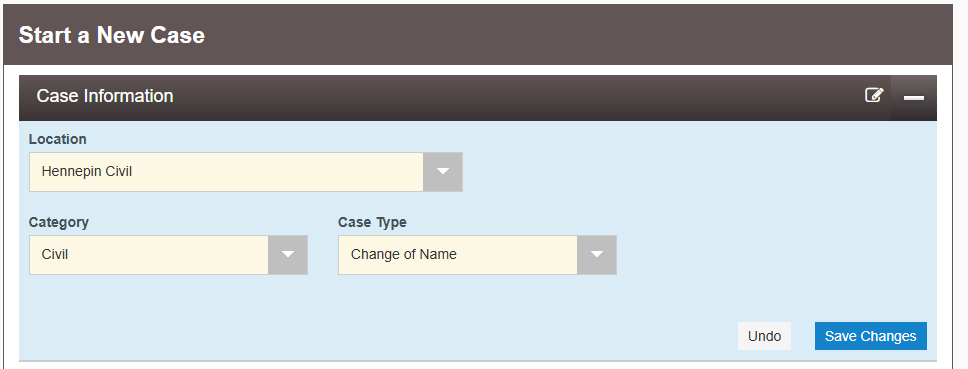 Start a New Case
Case Information
Location
Hennepin Civil
Category
Case Type
Civil
Change of Name
Undo
Save Changes